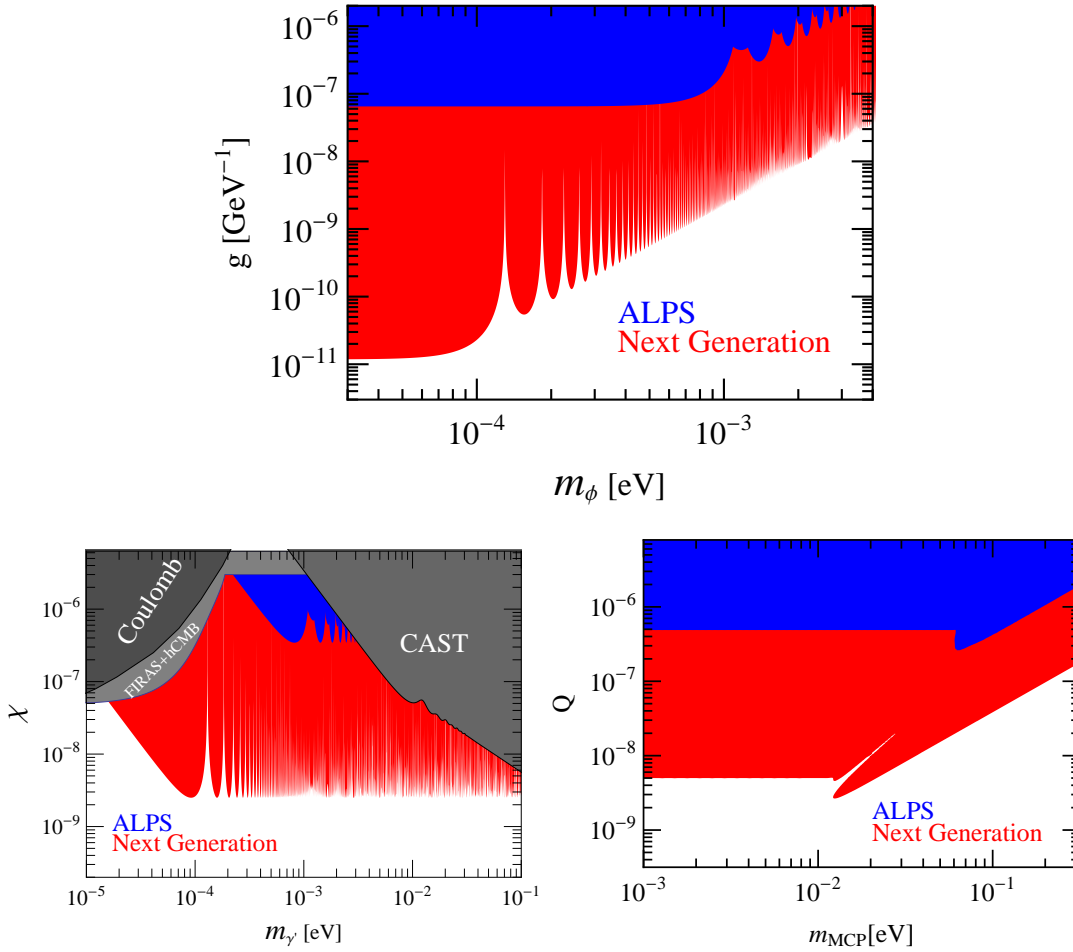 10⁻⁶
10⁻⁷
10⁻⁸
10⁻⁹
10⁻¹⁰
10⁻¹¹
g [GeV⁻¹]
ALPS
Next Generation
10⁻⁴ 10⁻³
m_ϕ [eV]
10⁻⁶
10⁻⁷
10⁻⁸
10⁻⁹
χ
Coulomb
FIRAS+hCMB
CAST
ALPS
Next Generation
10⁻⁵ 10⁻⁴ 10⁻³ 10⁻² 10⁻¹
m_γ′ [eV]
10⁻⁶
10⁻⁷
10⁻⁸
10⁻⁹
Q
ALPS
Next Generation
10⁻³ 10⁻² 10⁻¹
m_MCP[eV]